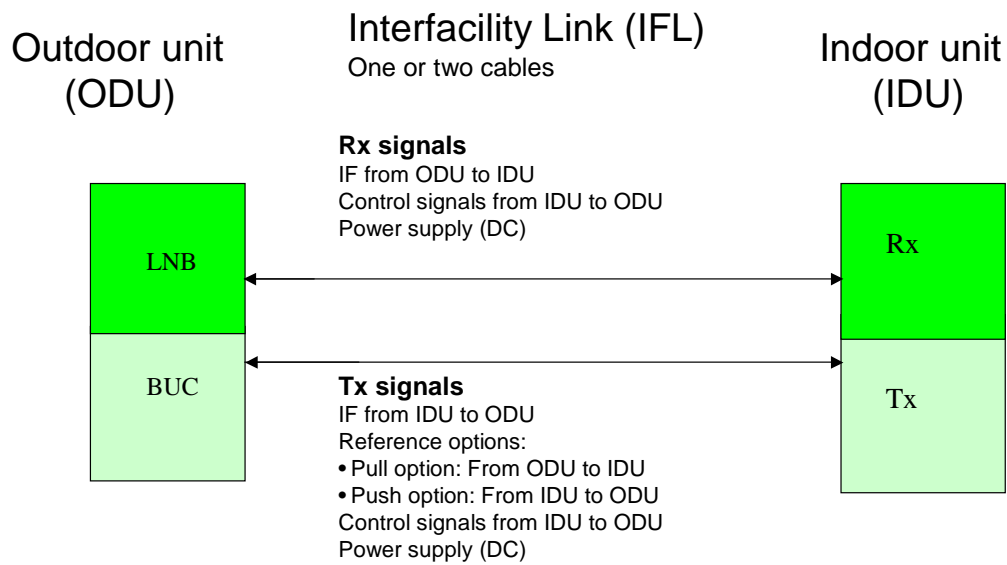 Outdoor unit
(ODU)
Interfacility Link (IFL)
One or two cables
Indoor unit
(IDU)
Rx signals
IF from ODU to IDU
Control signals from IDU to ODU
Power supply (DC)
LNB
Rx
BUC
Tx
Tx signals
IF from IDU to ODU
Reference options:
• Pull option: From ODU to IDU
• Push option: From IDU to ODU
Control signals from IDU to ODU
Power supply (DC)